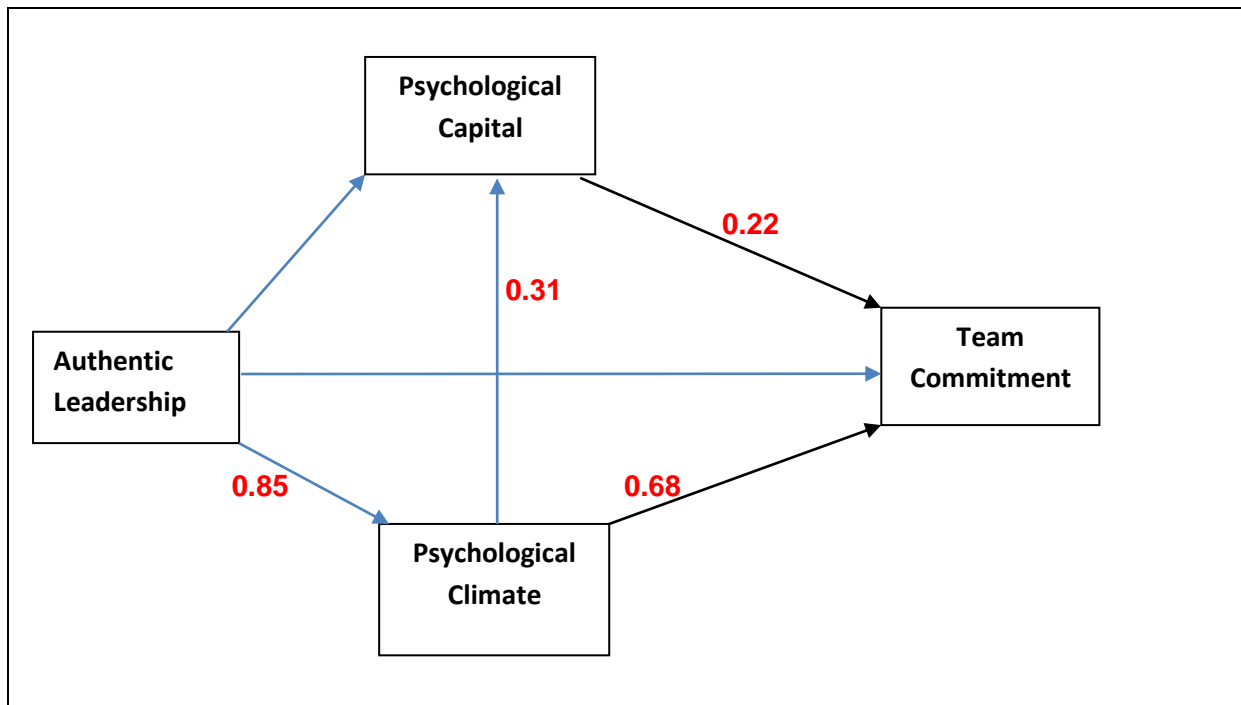 Psychological
Capital
0.22
0.31
Authentic
Leadership
Team
Commitment
0.85
0.68
Psychological
Climate